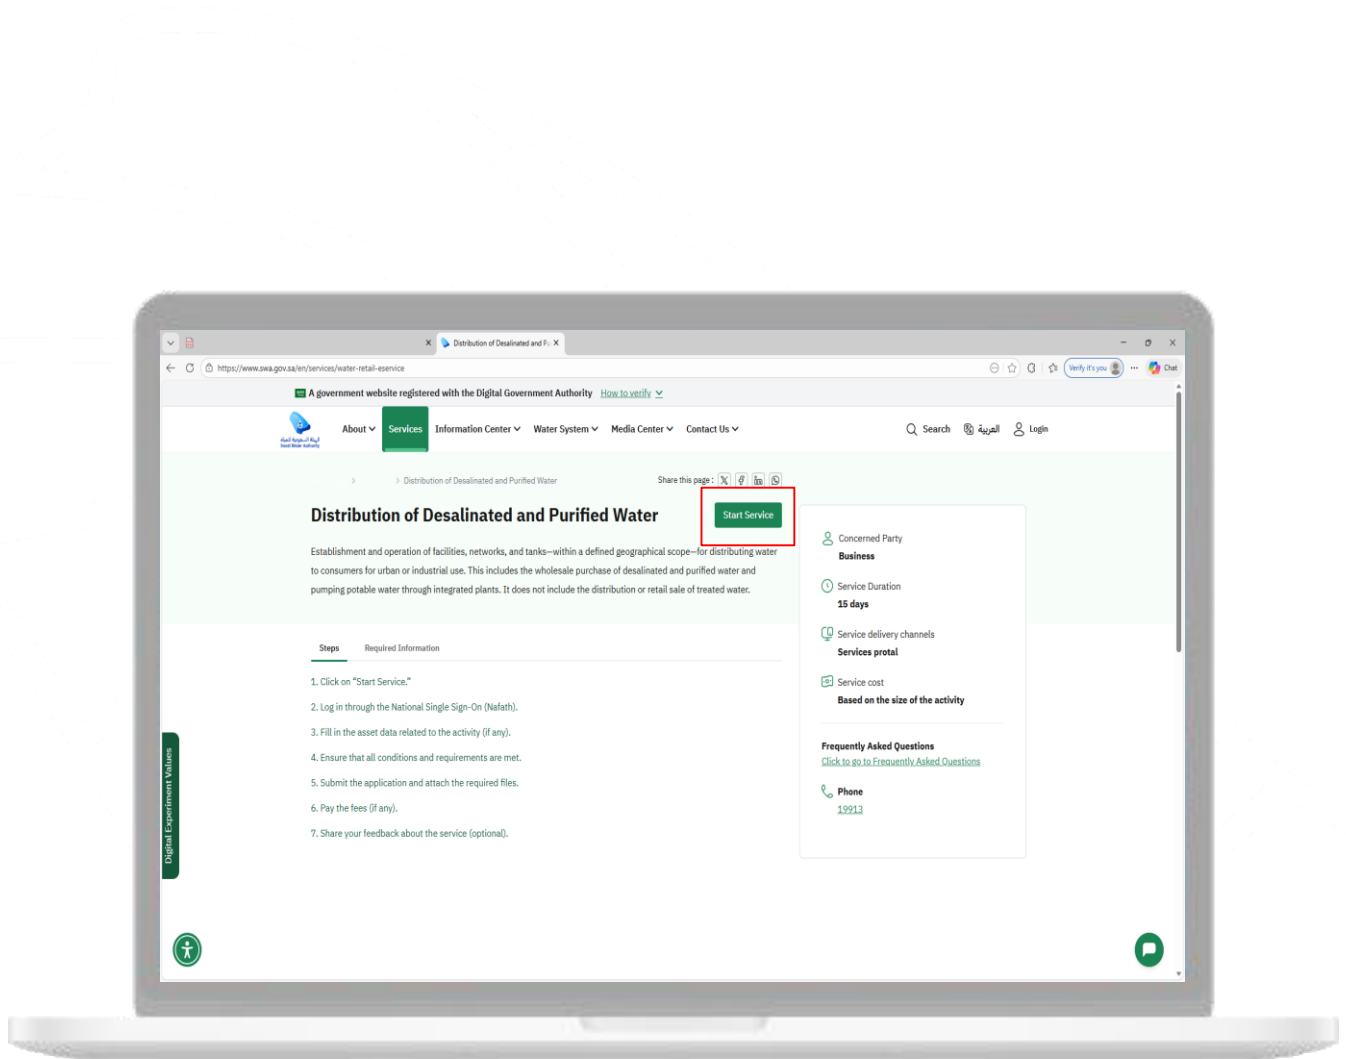 Distribution of Desalinated and Pu
https://www.swa.gov.sa/en/services/water-retail-eservice
Verify it's you
Chat
A government website registered with the Digital Government Authority How to verify
About
Services
Information Center
Water System
Media Center
Contact Us
Search
العربية
Login
Distribution of Desalinated and Purified Water
Share this page :
Distribution of Desalinated and Purified Water
Start Service
Establishment and operation of facilities, networks, and tanks—within a defined geographical scope—for distributing water
to consumers for urban or industrial use. This includes the wholesale purchase of desalinated and purified water and
pumping potable water through integrated plants. It does not include the distribution or retail sale of treated water.
Steps
Required Information
1. Click on "Start Service."
2. Log in through the National Single Sign-On (Nafath).
3. Fill in the asset data related to the activity (if any).
4. Ensure that all conditions and requirements are met.
5. Submit the application and attach the required files.
6. Pay the fees (if any).
7. Share your feedback about the service (optional).
Concerned Party
Business
Service Duration
15 days
Service delivery channels
Services protal
Service cost
Based on the size of the activity
Frequently Asked Questions
Click to go to Frequently Asked Questions
Phone
19913
Digital Experiment Values